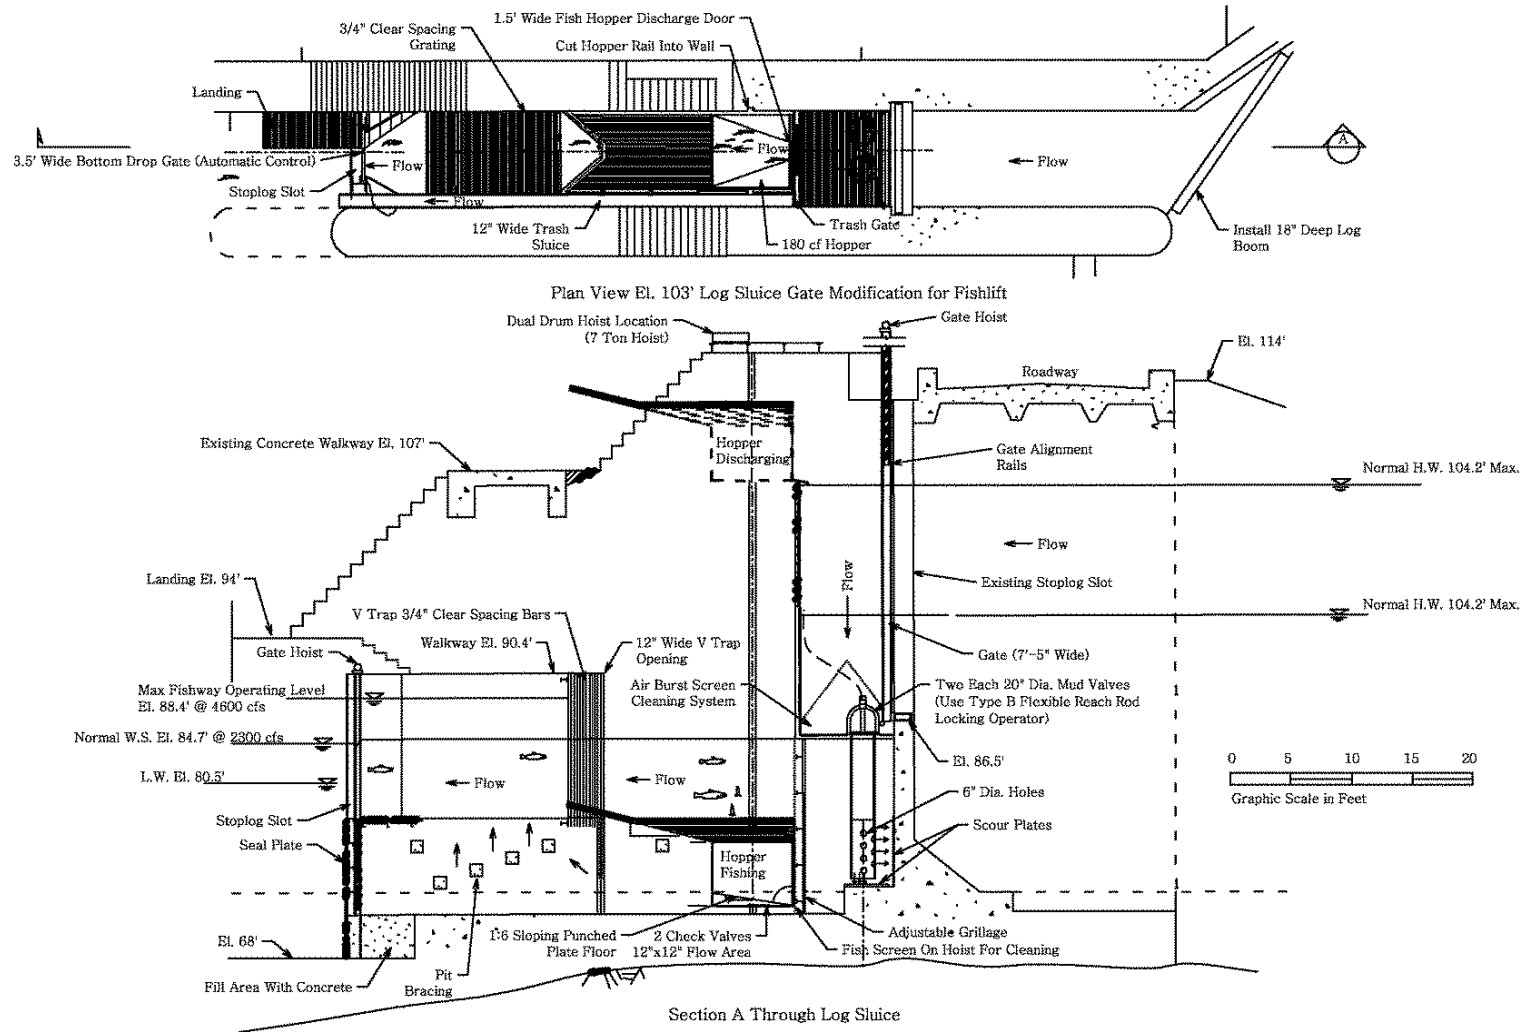 1.5' Wide Fish Hopper Discharge Door
3/4" Clear Spacing
Grating
Cut Hopper Rail Into Wall
Landing
A
3.5' Wide Bottom Drop Gate (Automatic Control)
Flow
Flow
Flow
Stoplog Slot
Flow
12" Wide Trash
Sluice
Trash Gate
180 cf Hopper
Install 18" Deep Log
Boom
Plan View El. 103' Log Sluice Gate Modification for Fishlift
Dual Drum Hoist Location
(7 Ton Hoist)
Gate Hoist
El. 114'
Roadway
Existing Concrete Walkway El. 107'
Hopper
Discharging
Gate Alignment
Rails
Normal H.W. 104.2' Max.
Flow
Flow
Existing Stoplog Slot
Landing El. 94'
Normal H.W. 104.2' Max.
V Trap 3/4" Clear Spacing Bars
Walkway El. 90.4'
12" Wide V Trap
Opening
Gate Hoist
Gate (7'-5" Wide)
Max Fishway Operating Level
El. 88.4' @ 4600 cfs
Air Burst Screen
Cleaning System
Two Each 20" Dia. Mud Valves
(Use Type B Flexible Reach Rod
Locking Operator)
Normal W.S. El. 84.7' @ 2300 cfs
El. 86.5'
L.W. El. 80.5'
Flow
Flow
0 5 10 15 20
Graphic Scale in Feet
6" Dia. Holes
Stoplog Slot
Scour Plates
Seal Plate
Hopper
Fishing
El. 68'
1:6 Sloping Punched
Plate Floor
2 Check Valves
12"x12" Flow Area
Adjustable Grillage
Fish Screen On Hoist For Cleaning
Fill Area With Concrete
Pit
Bracing
Section A Through Log Sluice